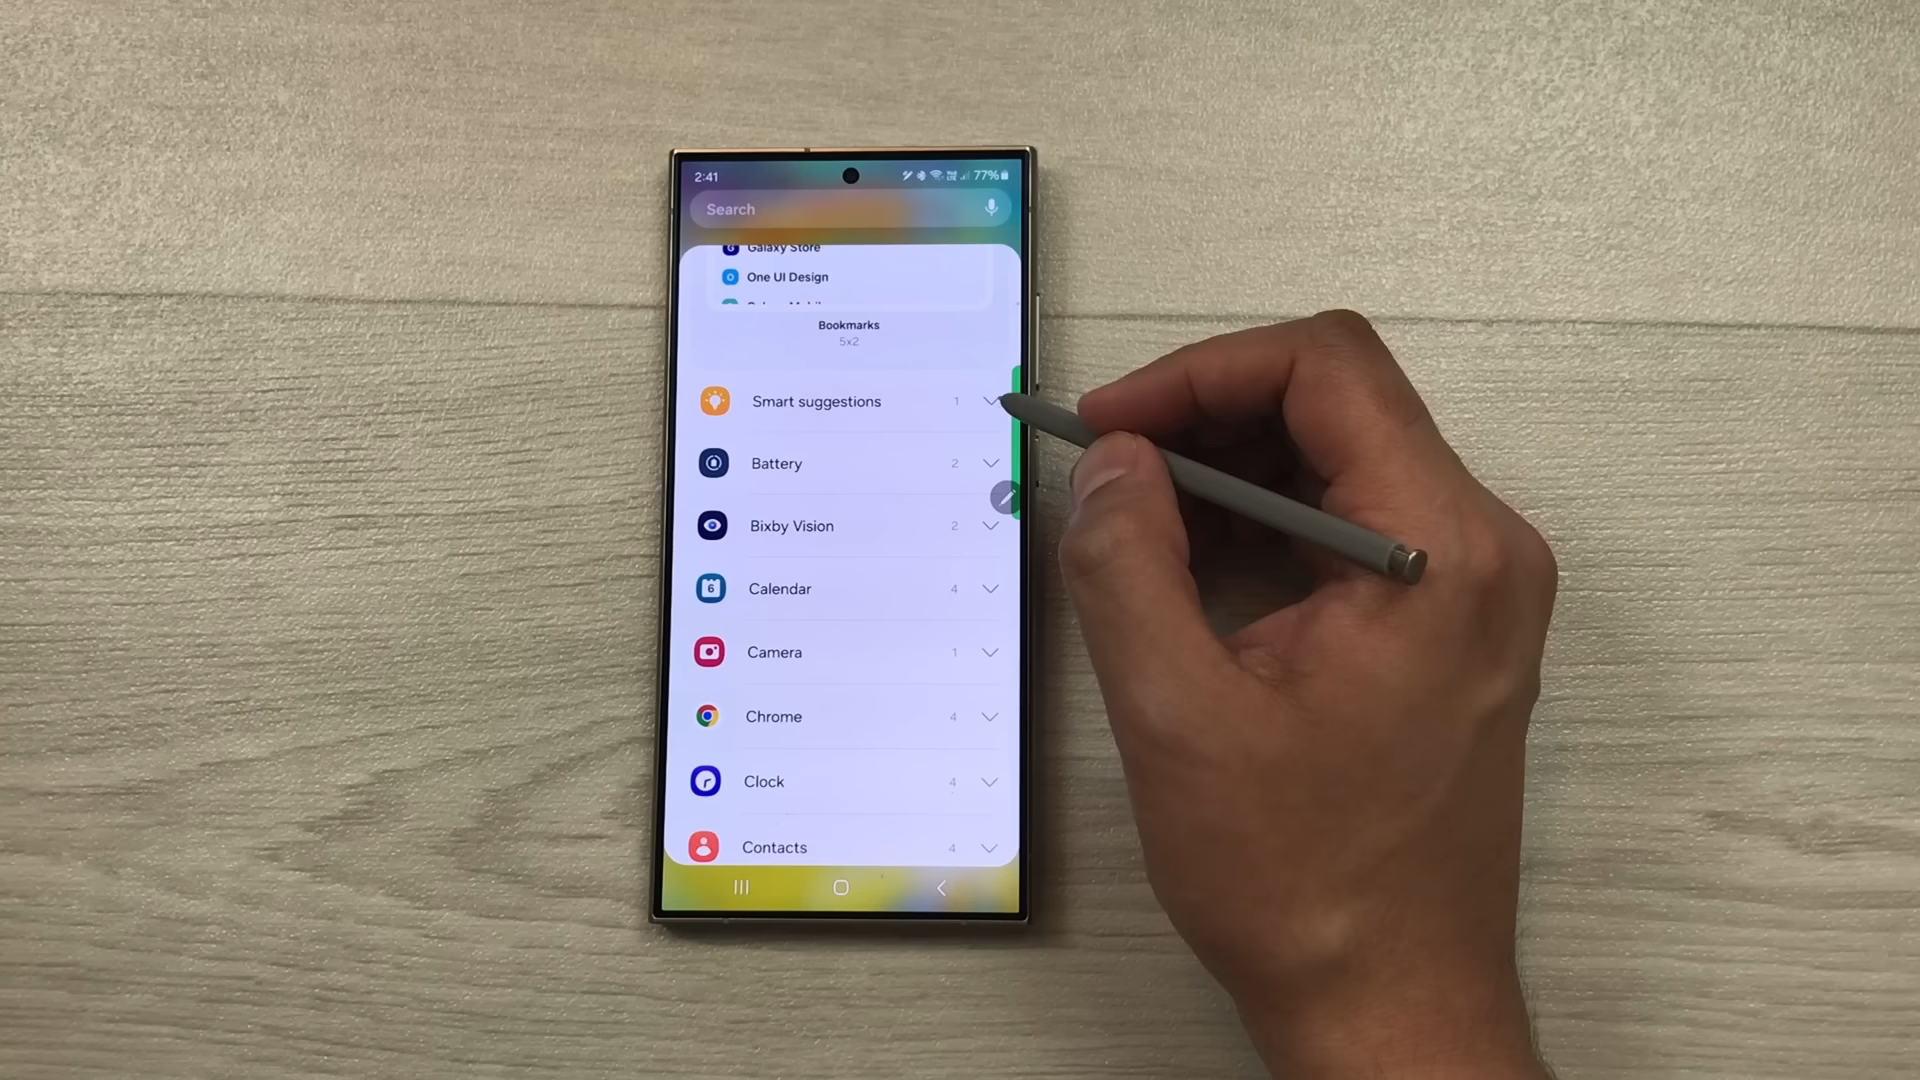 2:41
77%
Search
Galaxy Store
One UI Design
Bookmarks
5x2
Smart suggestions 1
Battery 2
Bixby Vision 2
6
Calendar 4
Camera 1
Chrome 4
Clock 4
Contacts 4